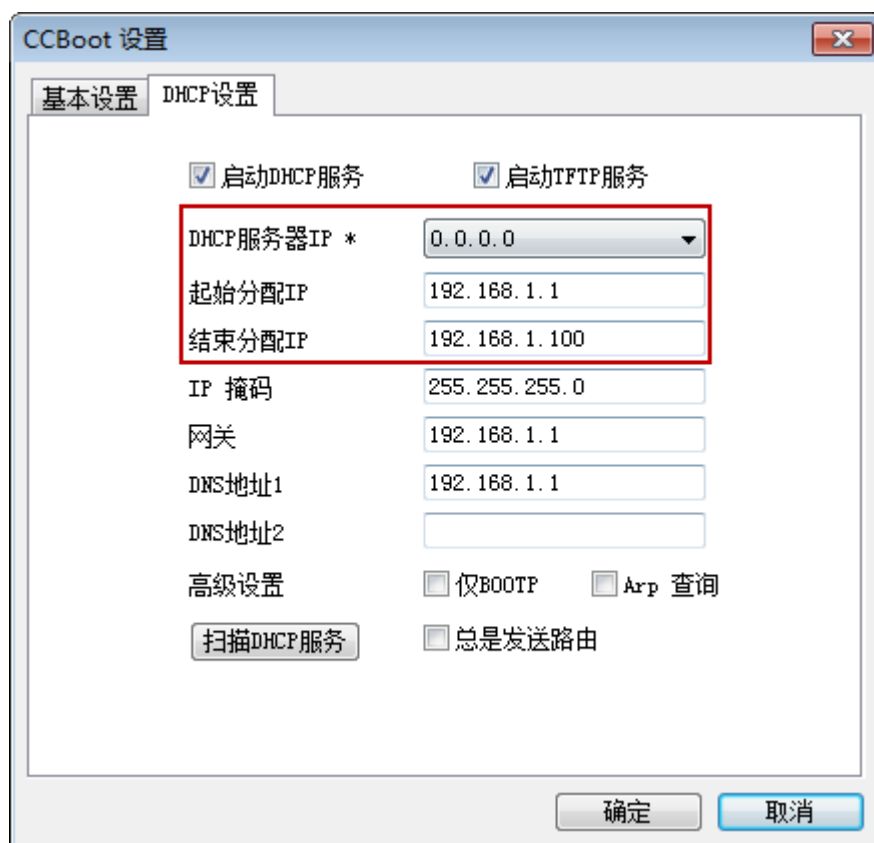 CCBoot 设置
基本设置 DHCP设置
启动DHCP服务 启动TFTP服务
DHCP服务器IP * 0.0.0.0
起始分配IP 192.168.1.1
结束分配IP 192.168.1.100
IP 掩码 255.255.255.0
网关 192.168.1.1
DNS地址1 192.168.1.1
DNS地址2
高级设置 仅BOOTP Arp 查询
扫描DHCP服务 总是发送路由
确定 取消